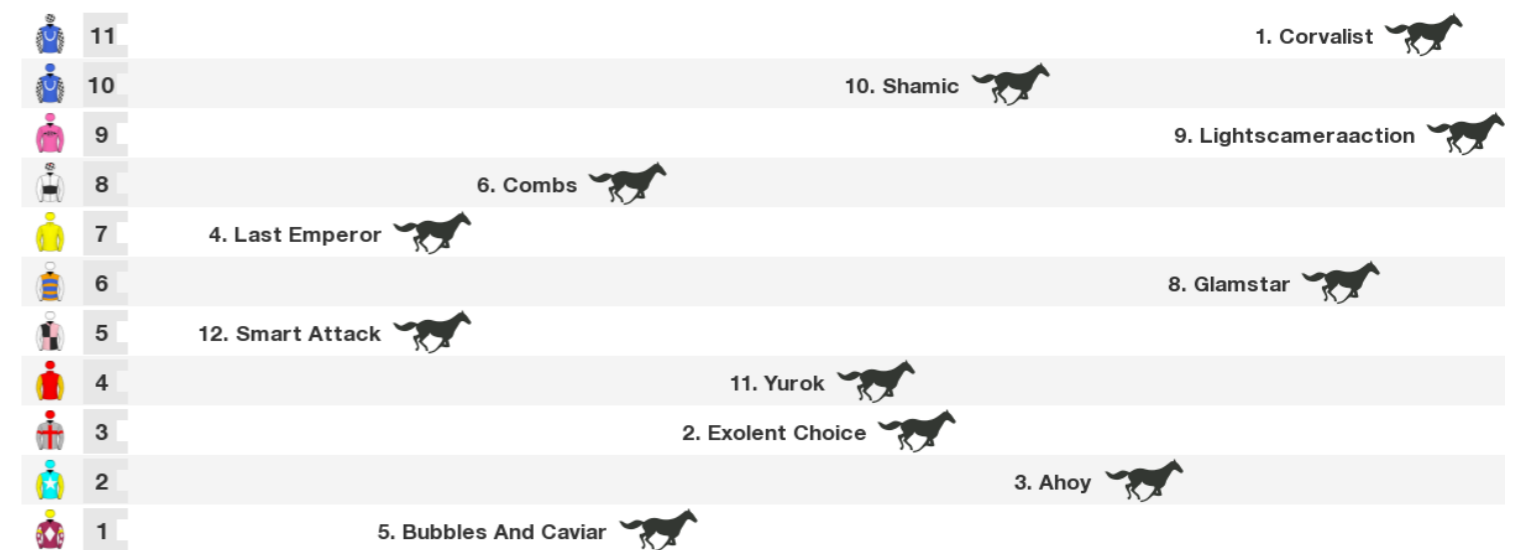 11 1. Corvalist
10 10. Shamic
9 9. Lightscameraaction
8 6. Combs
7 4. Last Emperor
6 8. Glamstar
5 12. Smart Attack
4 11. Yurok
3 2. Exolent Choice
2 3. Ahoy
1 5. Bubbles And Caviar